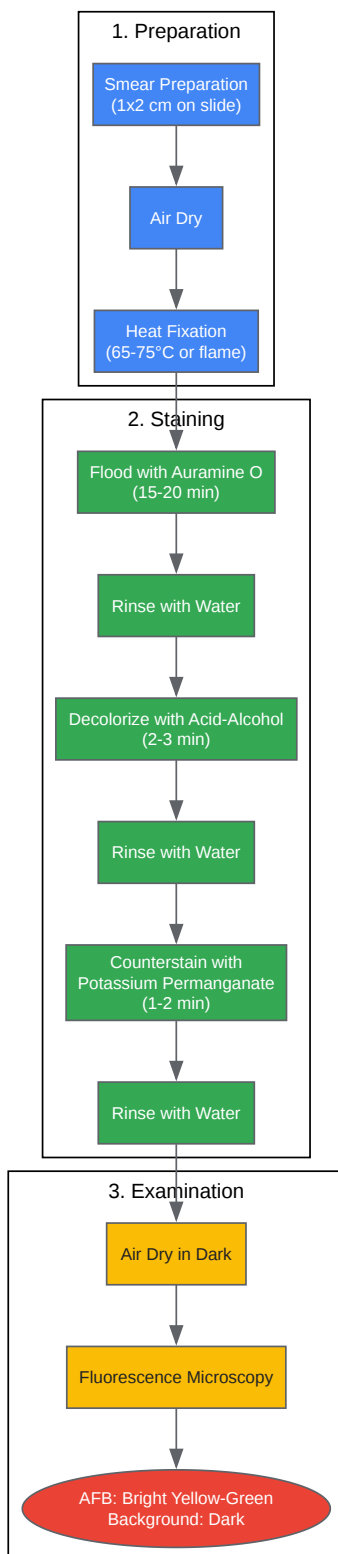 1. Preparation
Smear Preparation
(1x2 cm on slide)
Air Dry
Heat Fixation
(65-75°C or flame)
2. Staining
Flood with Auramine O
(15-20 min)
Rinse with Water
Decolorize with Acid-Alcohol
(2-3 min)
Rinse with Water
Counterstain with
Potassium Permanganate
(1-2 min)
Rinse with Water
3. Examination
Air Dry in Dark
Fluorescence Microscopy
AFB: Bright Yellow-Green
Background: Dark